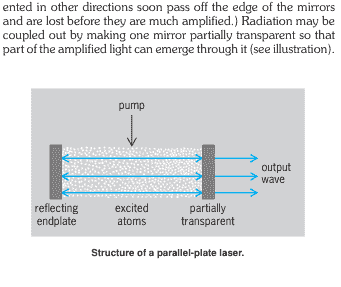 ented in other directions soon pass off the edge of the mirrors
and are lost before they are much amplified.) Radiation may be
coupled out by making one mirror partially transparent so that
part of the amplified light can emerge through it (see illustration).
pump
output
wave
reflecting
endplate
excited
atoms
partially
transparent
Structure of a parallel-plate laser.